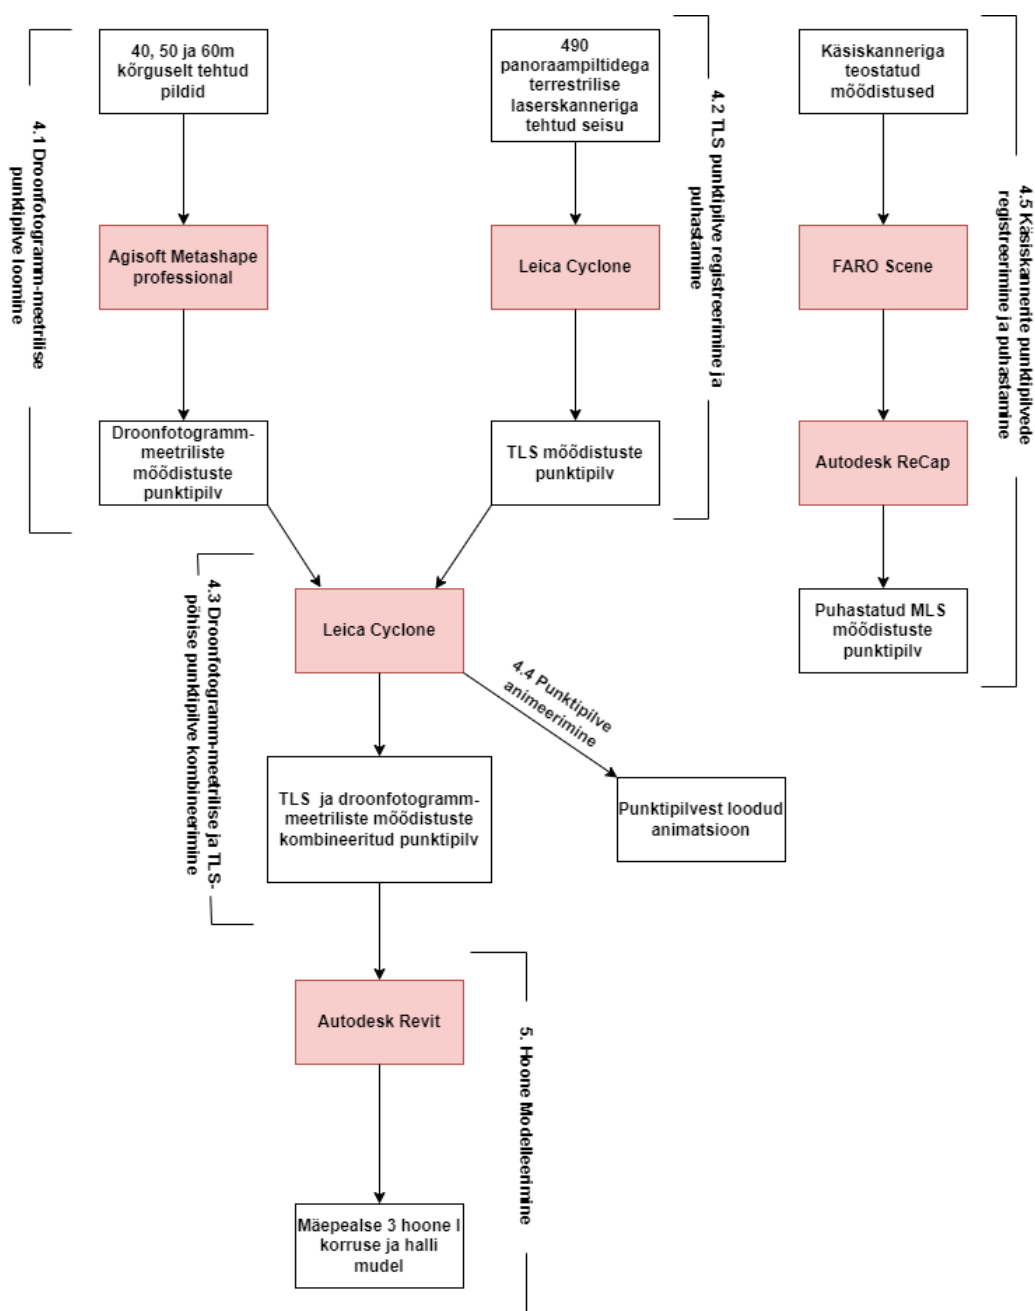 40, 50 ja 60m
kõrguselt tehtud
pildid
490
panoraampiltidega
terrestrilise
laserskanneriga
tehtud seisu
Käsiskanneriga
teostatud
mõõdistused
4.1 Droonfotogramm-meetrilise
punktipilve loomine
4.2 TLS punktipilve registreerimine ja
puhastamine
4.5 Käsiskannerite punktipilvede
registreerimine ja puhastamine
Agisoft Metashape
professional
Leica Cyclone
FARO Scene
Droonfotogramm-
meetriliste
mõõdistuste
punktipilv
TLS mõõdistuste
punktipilv
Autodesk ReCap
4.3 Droonfotogramm-meetrilise ja TLS-
põhise punktipilve kombineerimine
Leica Cyclone
Puhastatud MLS
mõõdistuste
punktipilv
4.4 Punktipilve
animeerimine
TLS ja droonfotogramm-
meetriliste mõõdistuste
kombineeritud punktipilv
Punktipilvest loodud
animatsioon
Autodesk Revit
5. Hoone Modelleerimine
Mäepealse 3 hoone I
korruse ja halli
mudel